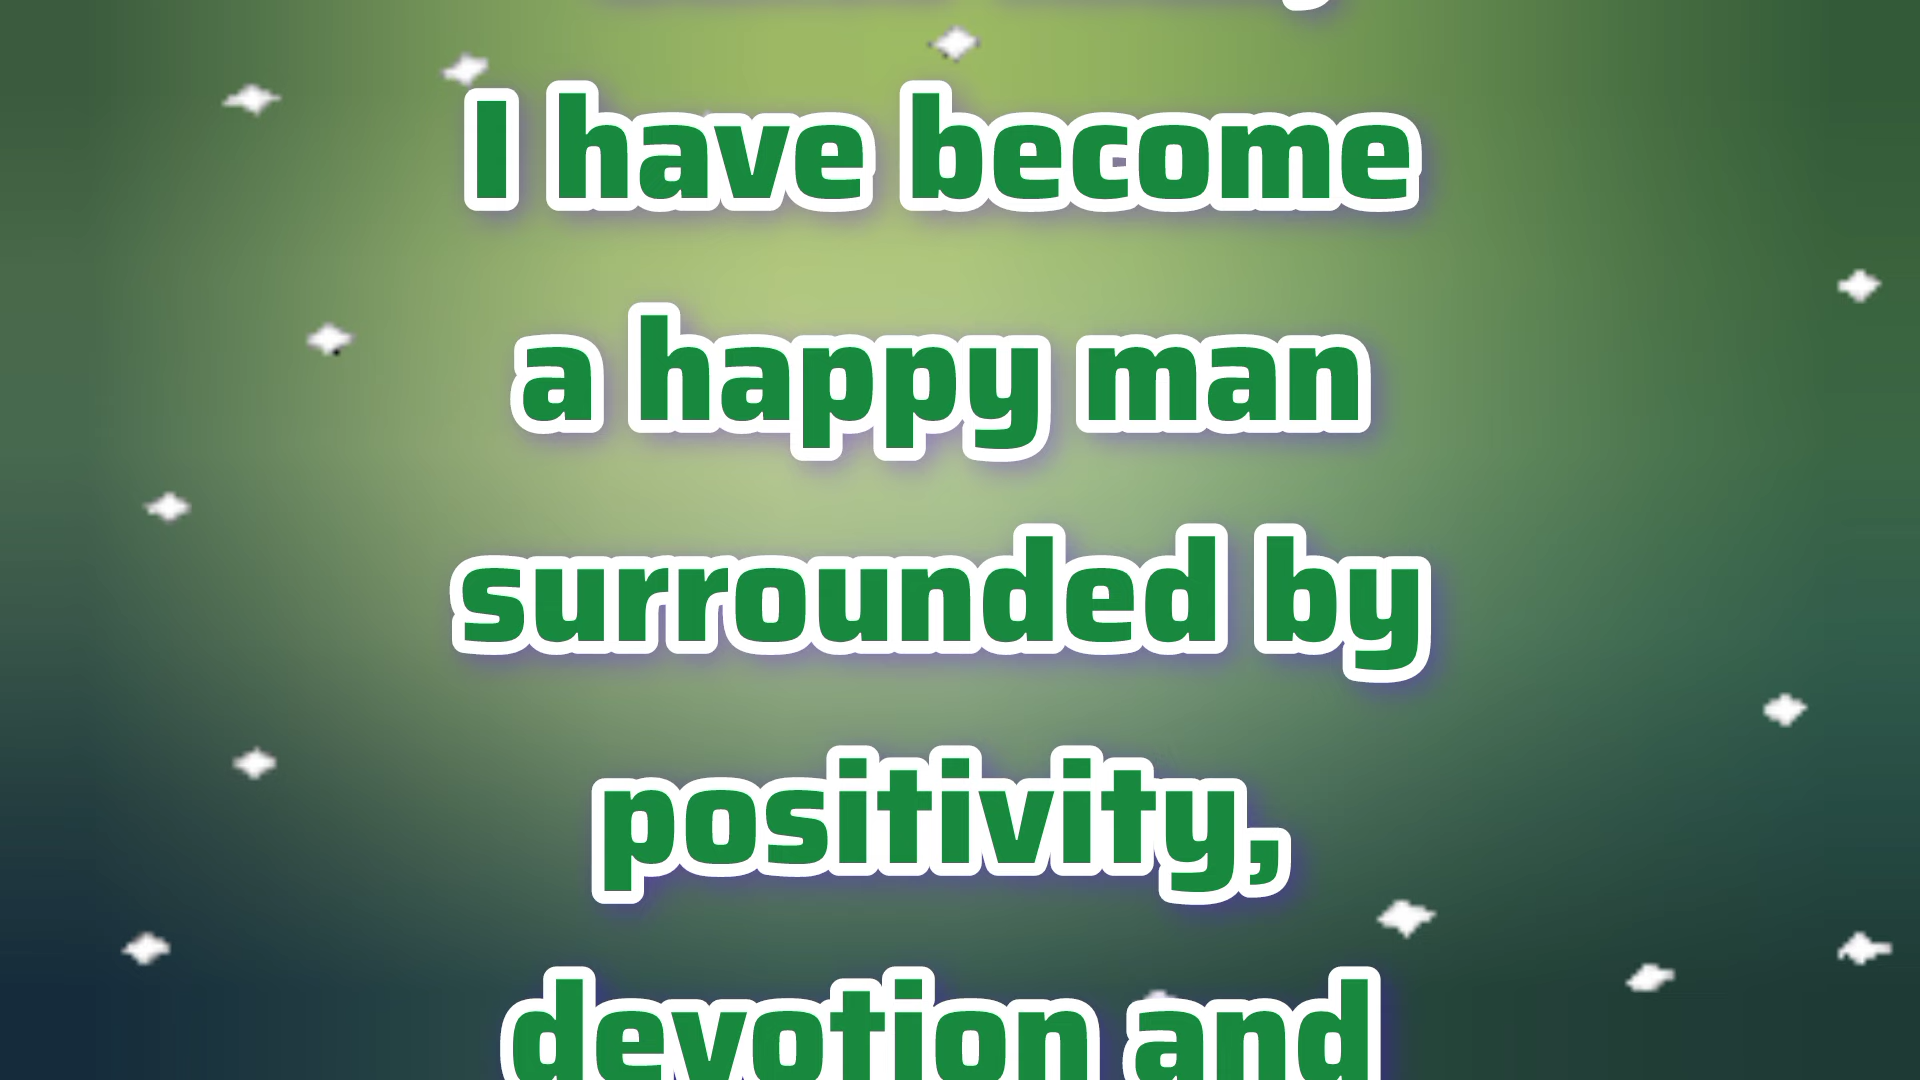 I have become
a happy man
surrounded by
positivity,
devotion and